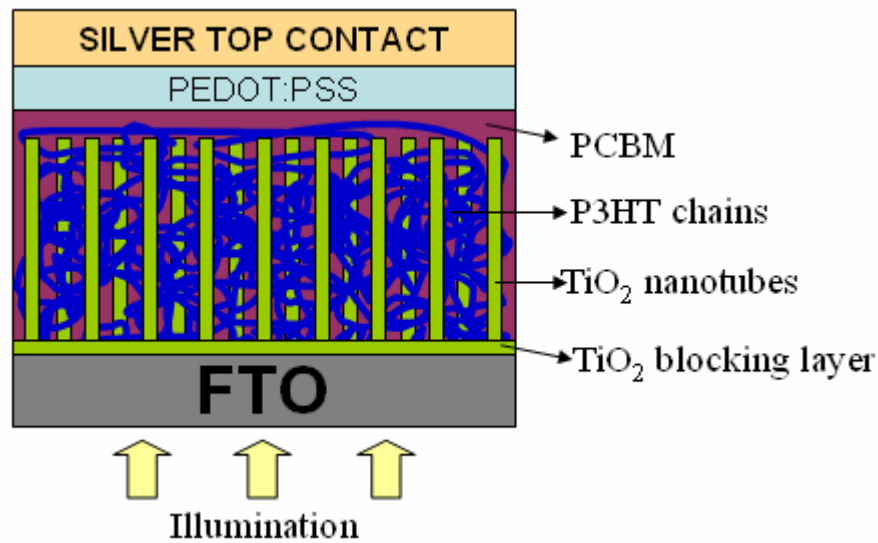 SILVER TOP CONTACT
PEDOT:PSS
PCBM
P3HT chains
TiO₂ nanotubes
TiO₂ blocking layer
FTO
Illumination